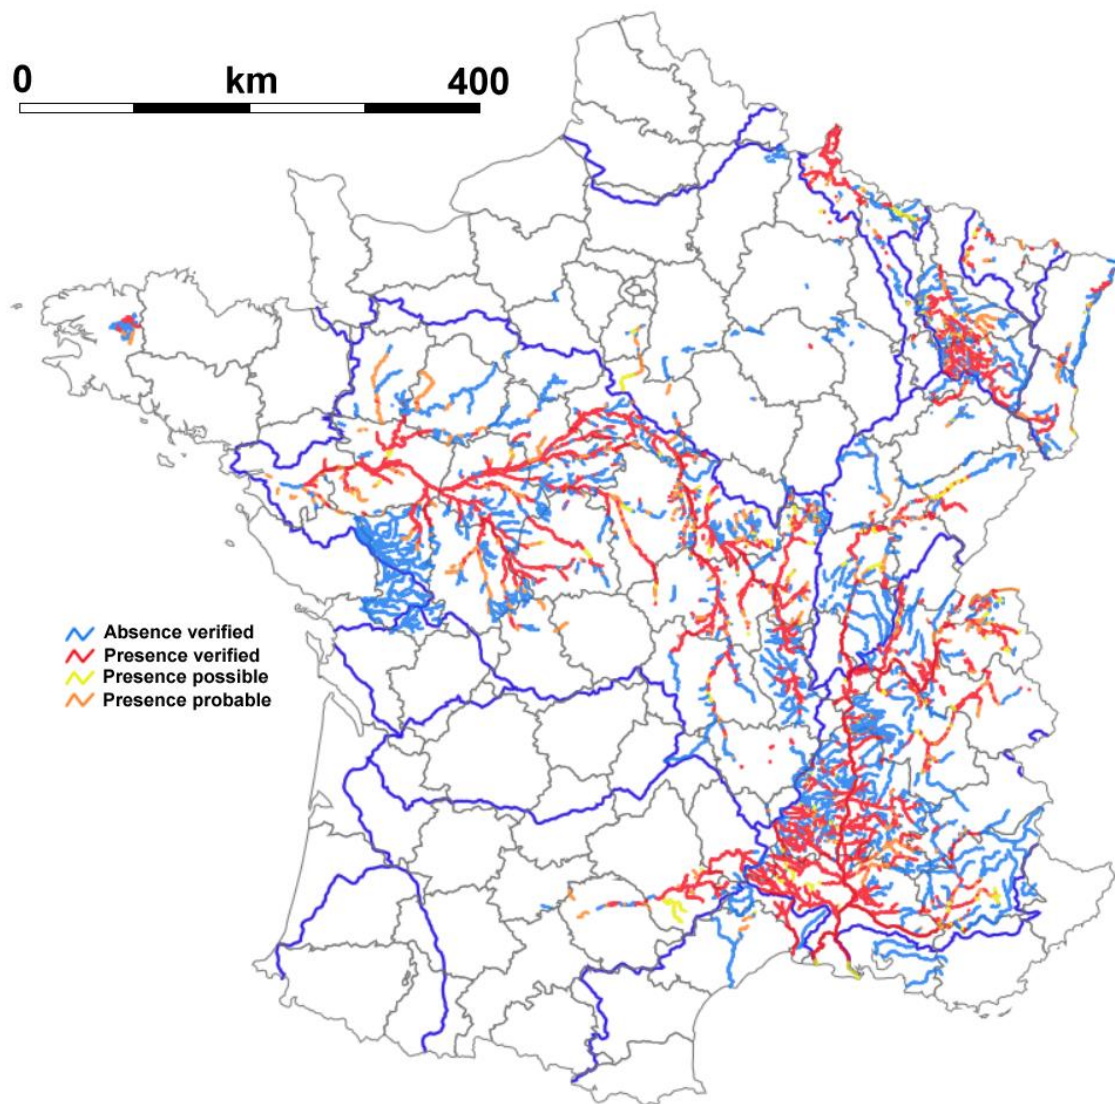 0 km 400
Absence verified
Presence verified
Presence possible
Presence probable